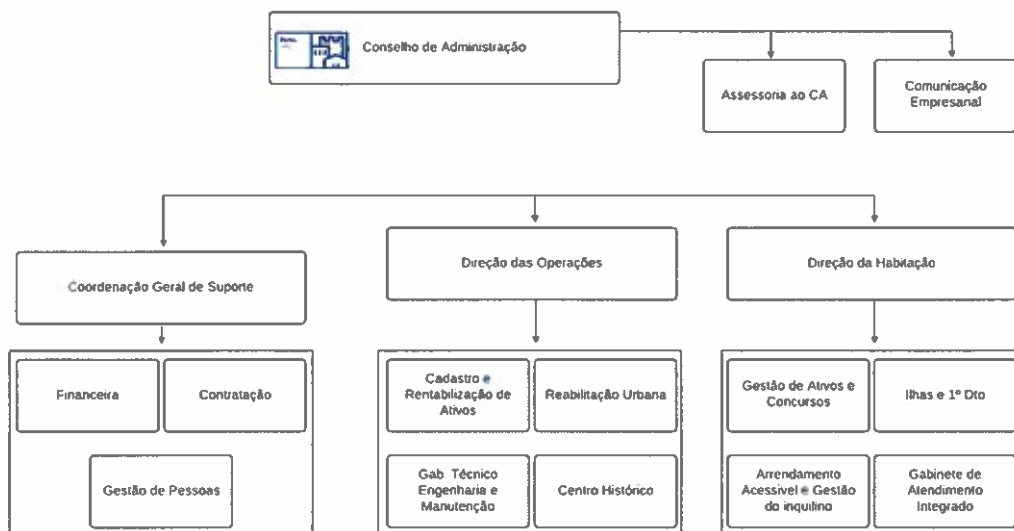 Porto.
Conselho de Administração
Assessoria ao CA
Comunicação
Empresarial
Coordenação Geral de Suporte
Direção das Operações
Direção da Habitação
Financeira
Contratação
Gestão de Pessoas
Cadastro e
Rentabilização de
Ativos
Reabilitação Urbana
Gab. Técnico
Engenharia e
Manutenção
Centro Histórico
Gestão de Ativos e
Concursos
Ilhas e 1º Dto
Arrendamento
Acessivel e Gestão
do inquilino
Gabinete de
Atendimento
Integrado